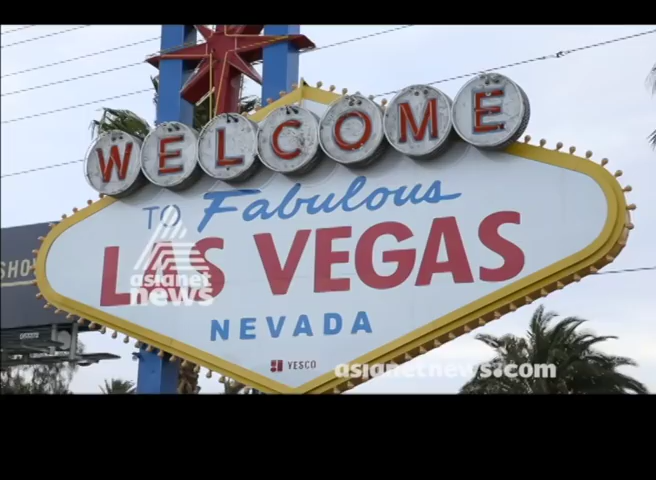 WELCOME
TO Fabulous
LAS VEGAS
NEVADA
YESCO
asianet
news
asianetnews.com
SHO